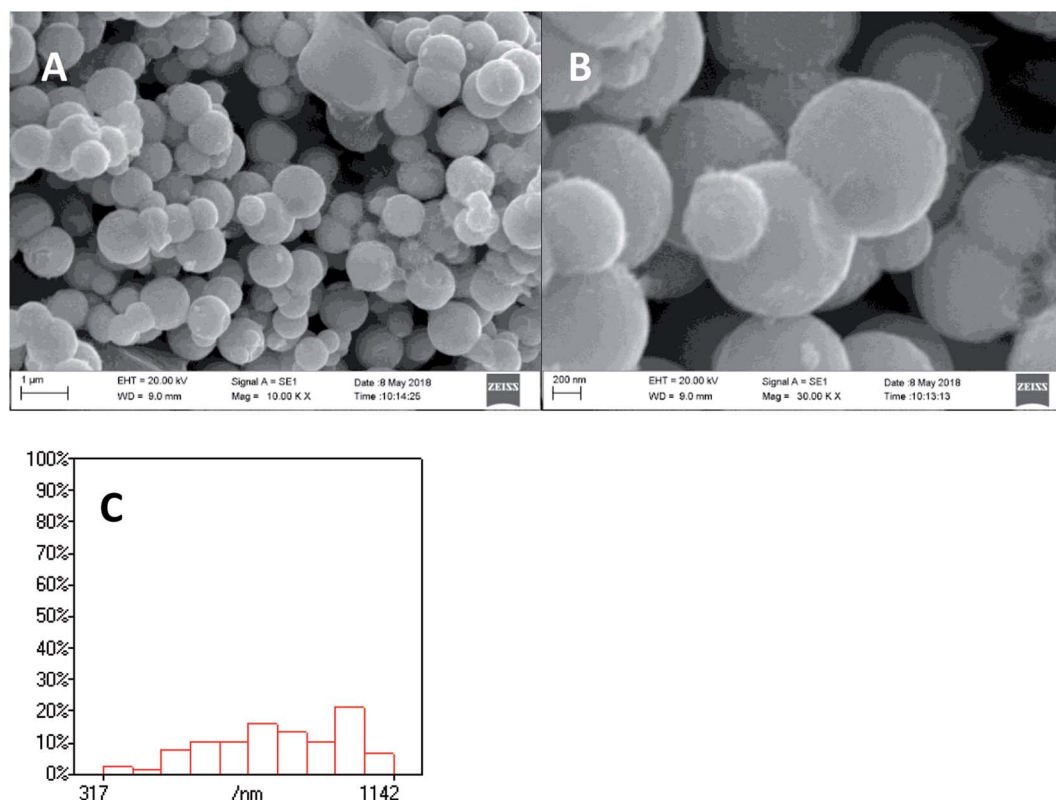 A
1 µm
EHT = 20.00 kV
WD = 9.0 mm
Signal A = SE1
Mag = 10.00 K X
Date :8 May 2018
Time :10:14:25
ZEISS
B
200 nm
EHT = 20.00 kV
WD = 9.0 mm
Signal A = SE1
Mag = 30.00 K X
Date :8 May 2018
Time :10:13:13
ZEISS
C
100%
90%
80%
70%
60%
50%
40%
30%
20%
10%
0%
317 /nm 1142